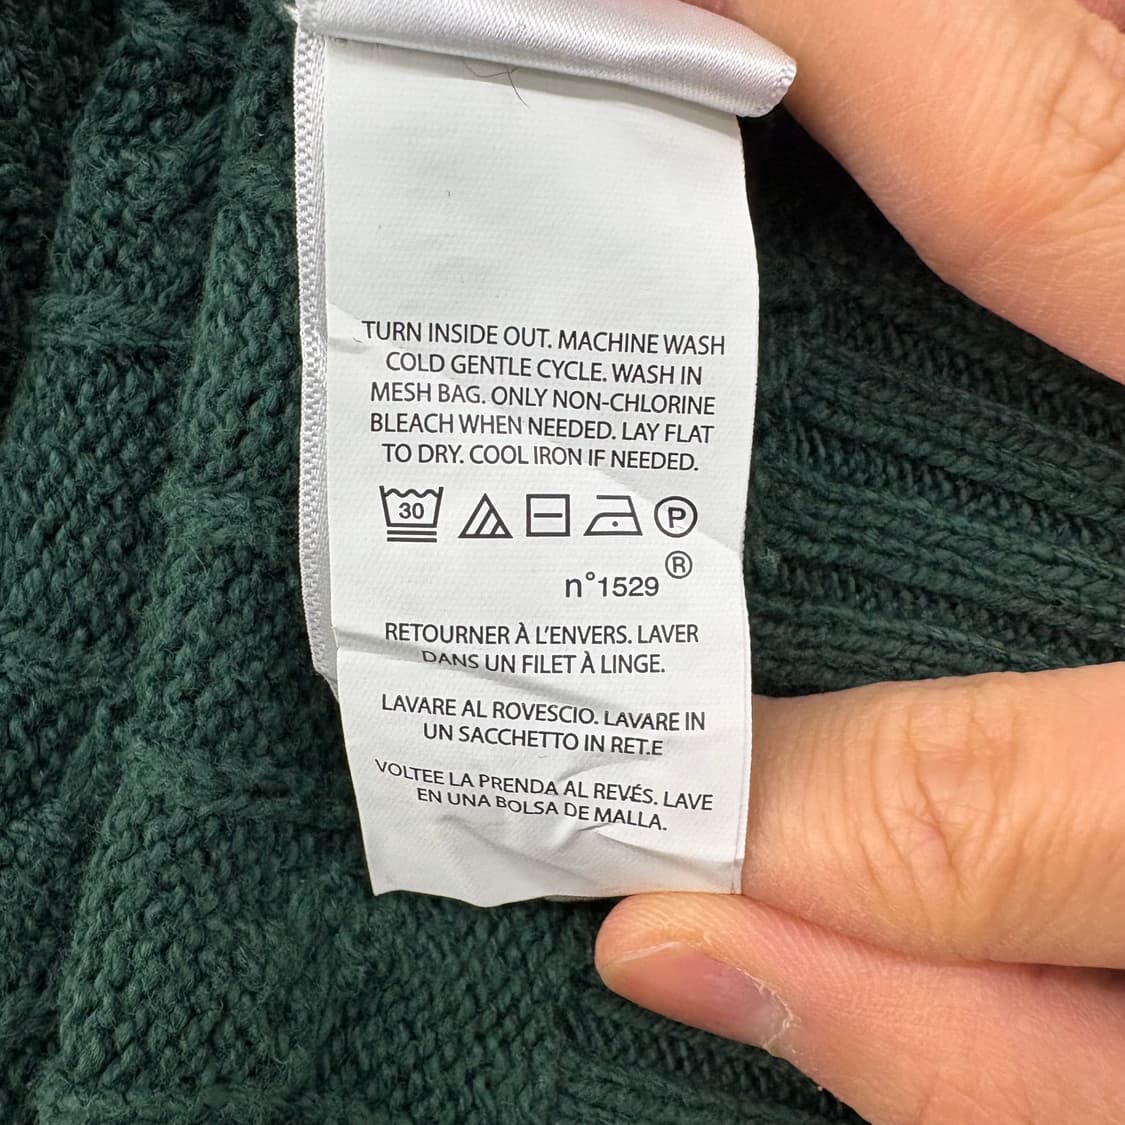 TURN INSIDE OUT. MACHINE WASH
COLD GENTLE CYCLE. WASH IN
MESH BAG. ONLY NON-CHLORINE
BLEACH WHEN NEEDED. LAY FLAT
TO DRY. COOL IRON IF NEEDED.
30 P
®
n°1529
RETOURNER À L'ENVERS. LAVER
DANS UN FILET À LINGE.
LAVARE AL ROVESCIO. LAVARE IN
UN SACCHETTO IN RET.E
VOLTEE LA PRENDA AL REVÉS. LAVE
EN UNA BOLSA DE MALLA.